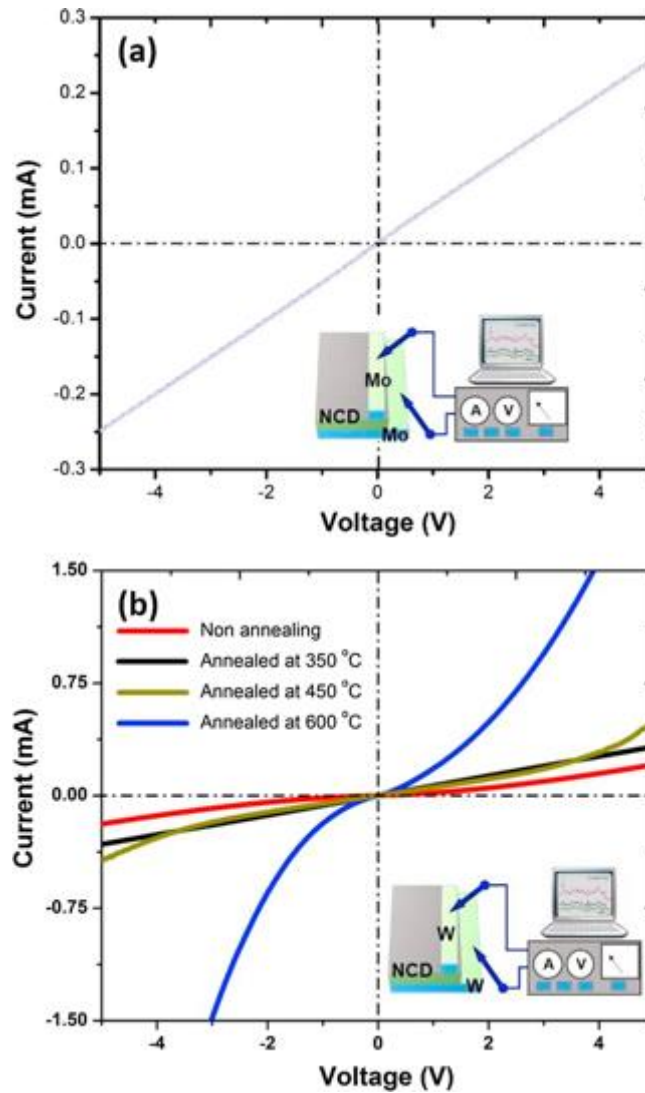 (a)
Current (mA)
0.3
0.2
0.1
0.0
-0.1
-0.2
-0.3
Mo
NCD
Mo
A V
-4 -2 0 2 4
Voltage (V)
(b)
Current (mA)
1.50
0.75
0.00
-0.75
-1.50
Non annealing
Annealed at 350 °C
Annealed at 450 °C
Annealed at 600 °C
W
NCD
W
A V
-4 -2 0 2 4
Voltage (V)